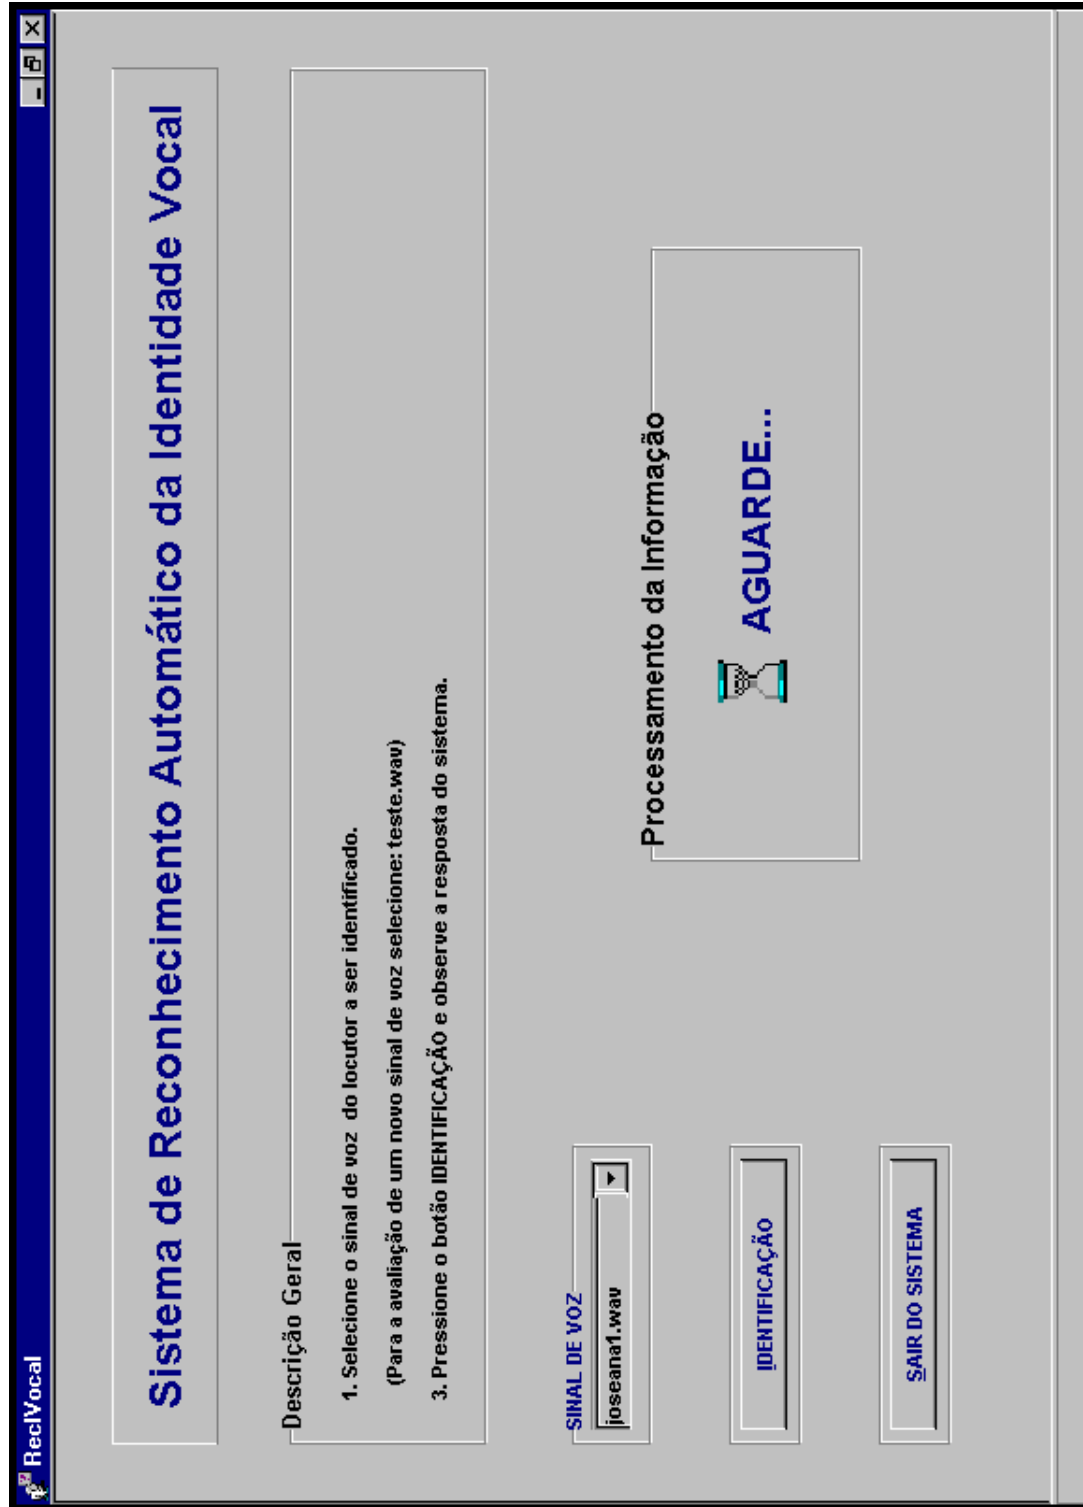 RecIVocal
Sistema de Reconhecimento Automático da Identidade Vocal
Descrição Geral
1. Selecione o sinal de voz do locutor a ser identificado.
(Para a avaliação de um novo sinal de voz selecione: teste.wav)
3. Pressione o botão IDENTIFICAÇÃO e observe a resposta do sistema.
SINAL DE VOZ
joseana1.wav
Processamento da Informação
AGUARDE...
IDENTIFICAÇÃO
SAIR DO SISTEMA